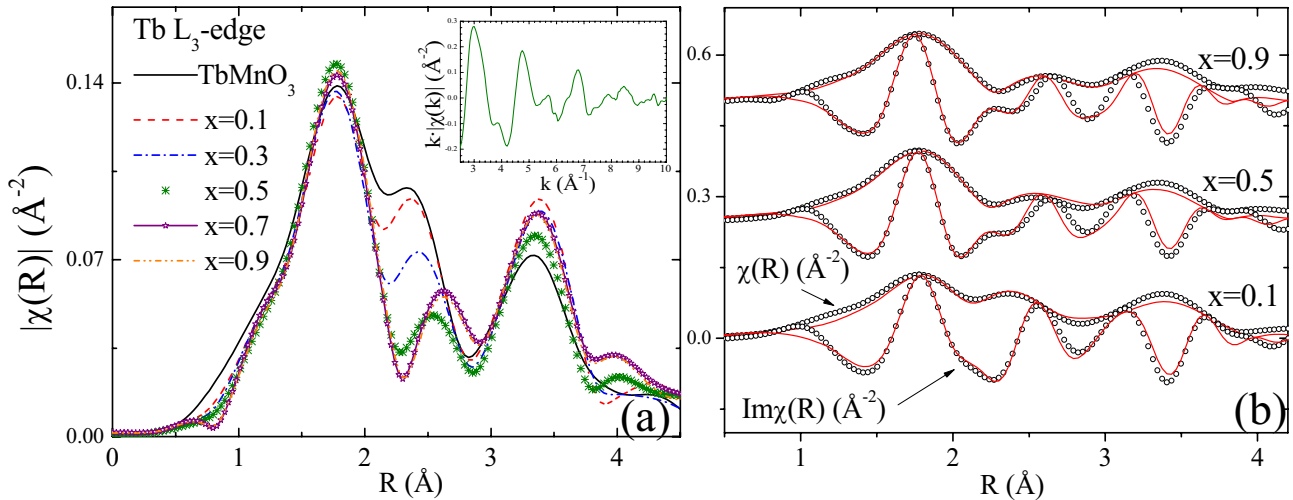 Tb L₃-edge
TbMnO₃
x=0.1
x=0.3
x=0.5
x=0.7
x=0.9
|χ(R)| (Å⁻²)
0.14
0.07
0.00
0 1 2 3 4
R (Å)
(a)
k·|χ(k)| (Å⁻²)
0.3
0.2
0.1
0.0
-0.1
-0.2
3 4 5 6 7 8 9 10
k (Å⁻¹)
0.6
0.3
0.0
x=0.9
x=0.5
x=0.1
χ(R) (Å⁻²)
Imχ(R) (Å⁻²)
1 2 3 4
R (Å)
(b)